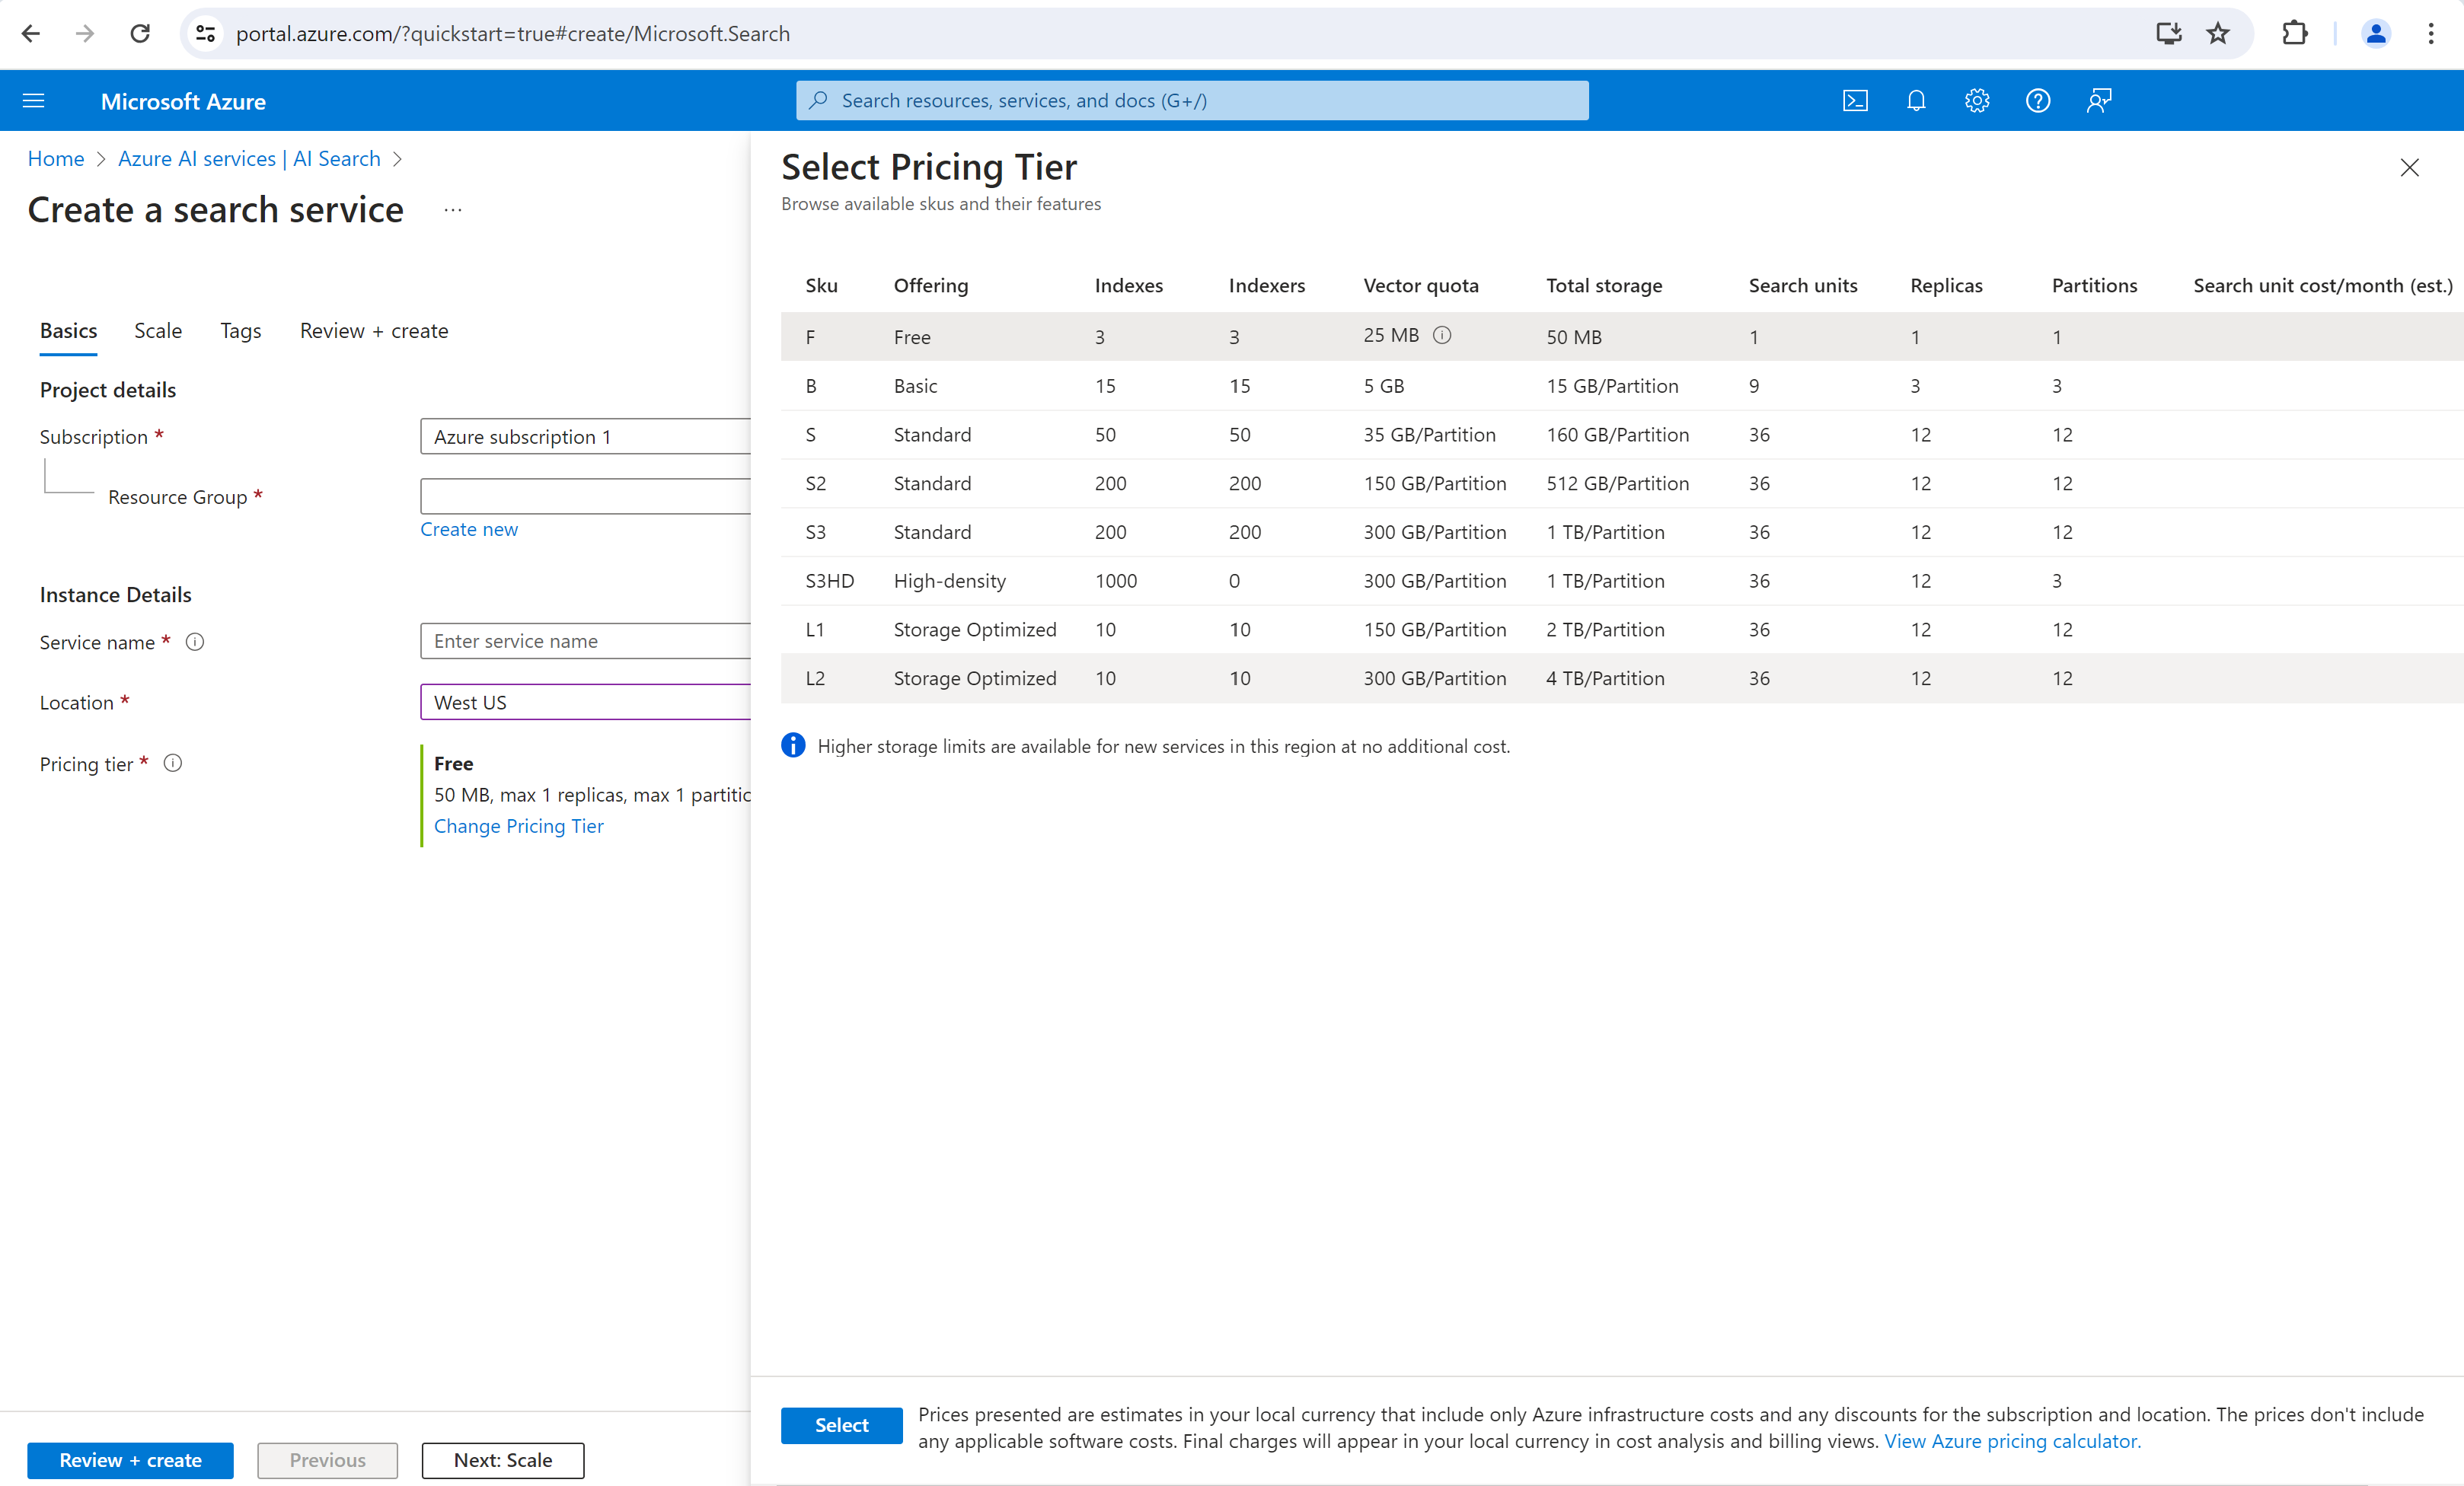 portal.azure.com/?quickstart=true#create/Microsoft.Search
Microsoft Azure
Search resources, services, and docs (G+/)
Home > Azure AI services | AI Search >
Create a search service ...
Basics Scale Tags Review + create
Project details
Subscription * Azure subscription 1
Resource Group *
Create new
Instance Details
Service name * Enter service name
Location * West US
Pricing tier * Free
50 MB, max 1 replicas, max 1
Change Pricing Tier
Review + create Previous Next: Scale
Select Pricing Tier
Browse available skus and their features
Sku Offering Indexes Indexers Vector quota Total storage Search units Replicas Partitions Search unit cost/month (est.)
F Free 3 3 25 MB 50 MB 1 1 1
B Basic 15 15 5 GB 15 GB/Partition 9 3 3
S Standard 50 50 35 GB/Partition 160 GB/Partition 36 12 12
S2 Standard 200 200 150 GB/Partition 512 GB/Partition 36 12 12
S3 Standard 200 200 300 GB/Partition 1 TB/Partition 36 12 12
S3HD High-density 1000 0 300 GB/Partition 1 TB/Partition 36 12 3
L1 Storage Optimized 10 10 150 GB/Partition 2 TB/Partition 36 12 12
L2 Storage Optimized 10 10 300 GB/Partition 4 TB/Partition 36 12 12
Higher storage limits are available for new services in this region at no additional cost.
Select
Prices presented are estimates in your local currency that include only Azure infrastructure costs and any discounts for the subscription and location. The prices don't include
any applicable software costs. Final charges will appear in your local currency in cost analysis and billing views. View Azure pricing calculator.